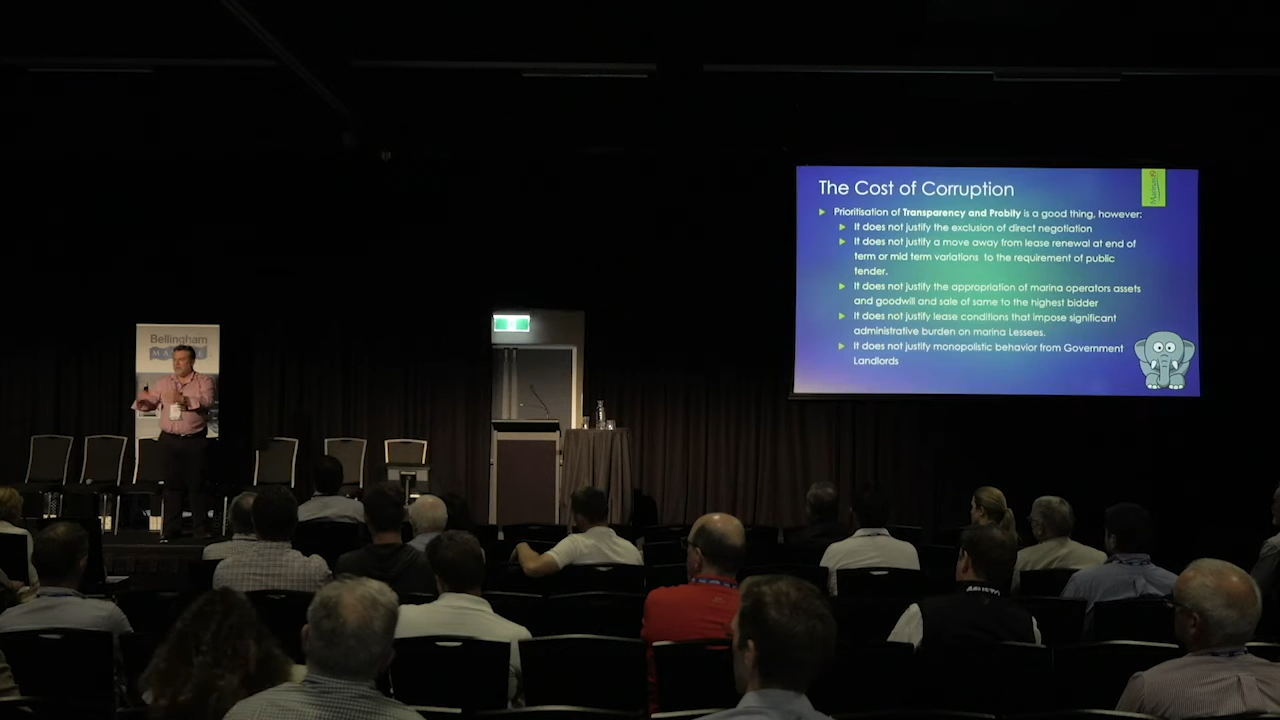 The Cost of Corruption
Prioritisation of Transparency and Probity is a good thing, however:
It does not justify the exclusion of direct negotiation
It does not justify a move away from lease renewal at end of
term or mid term variations to the requirement of public
tender.
It does not justify the appropriation of marina operators assets
and goodwill and sale of same to the highest bidder
It does not justify lease conditions that impose significant
administrative burden on marina Lessees.
It does not justify monopolistic behavior from Government
Landlords
Bellingham